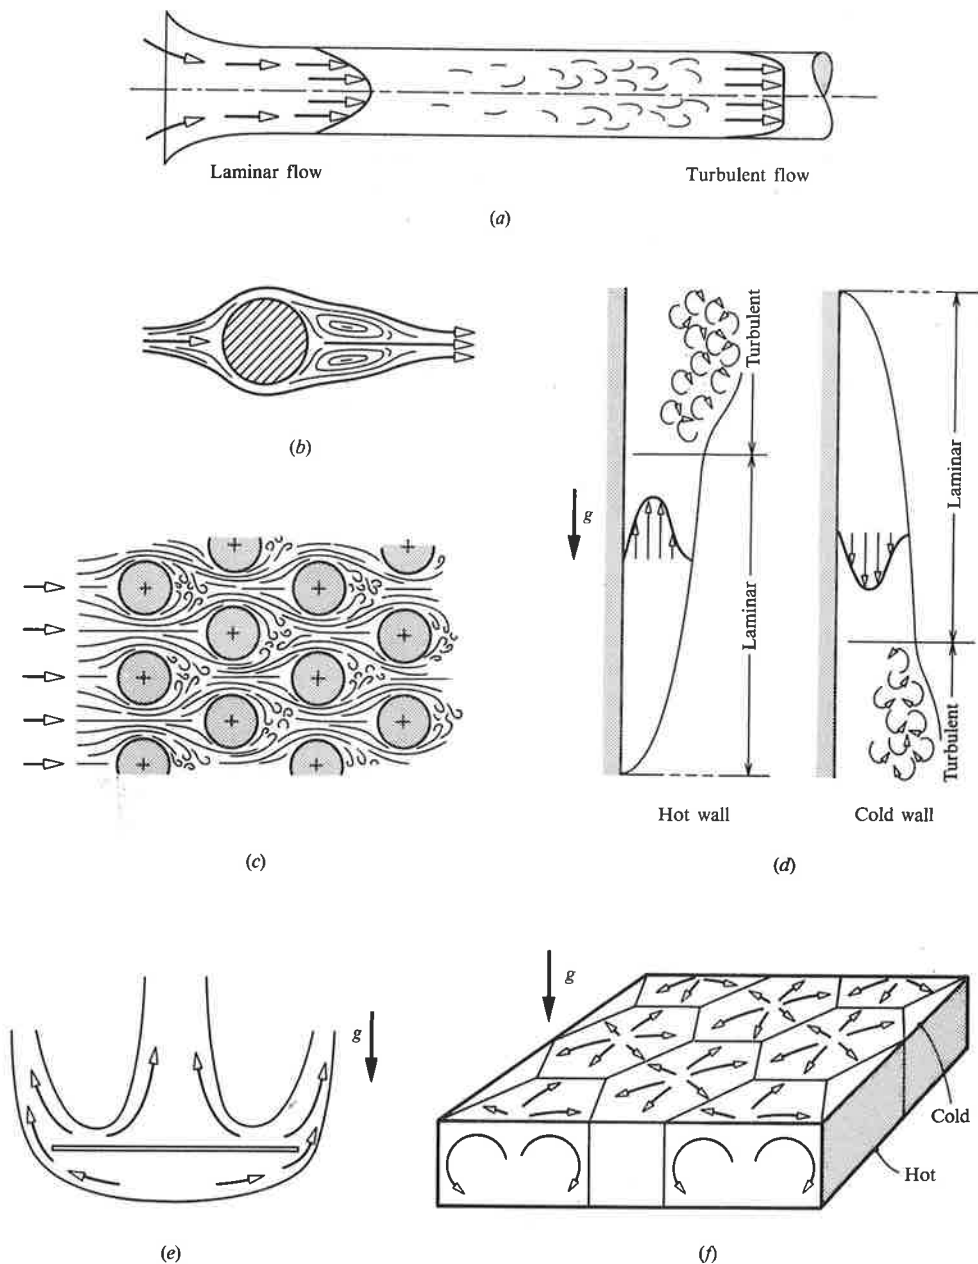 Laminar flow
Turbulent flow
(a)
(b)
Turbulent
Laminar
g
Hot wall
Laminar
Turbulent
Cold wall
(c)
(d)
g
(e)
g
Cold
Hot
(f)